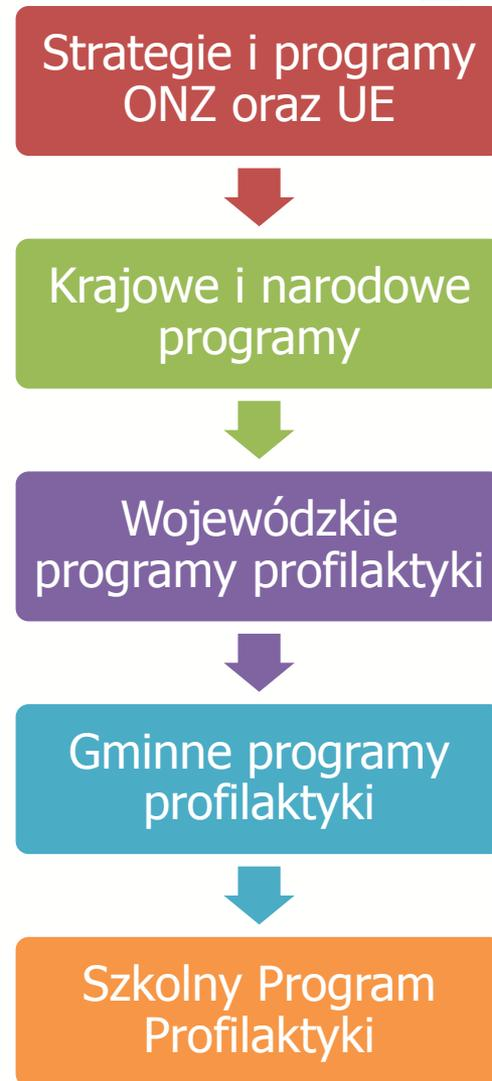 Strategie i programy
ONZ oraz UE
Krajowe i narodowe
programy
Wojewódzkie
programy profilaktyki
Gminne programy
profilaktyki
Szkolny Program
Profilaktyki